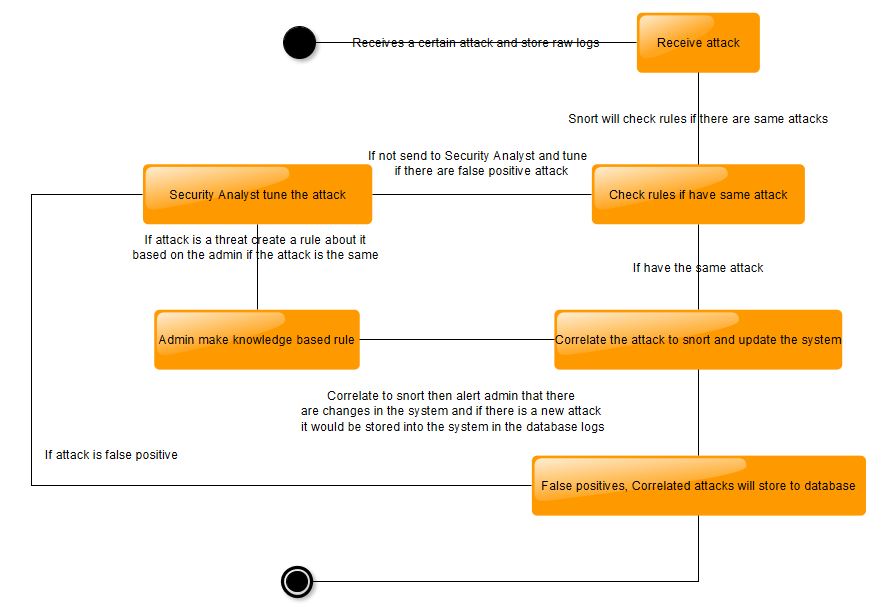 Receives a certain attack and store raw logs
Receive attack
Snort will check rules if there are same attacks
If not send to Security Analyst and tune
if there are false positive attack
Security Analyst tune the attack
Check rules if have same attack
If attack is a threat create a rule about it
based on the admin if the attack is the same
If have the same attack
Admin make knowledge based rule
Correlate the attack to snort and update the system
Correlate to snort then alert admin that there
are changes in the system and if there is a new attack
it would be stored into the system in the database logs
If attack is false positive
False positives, Correlated attacks will store to database